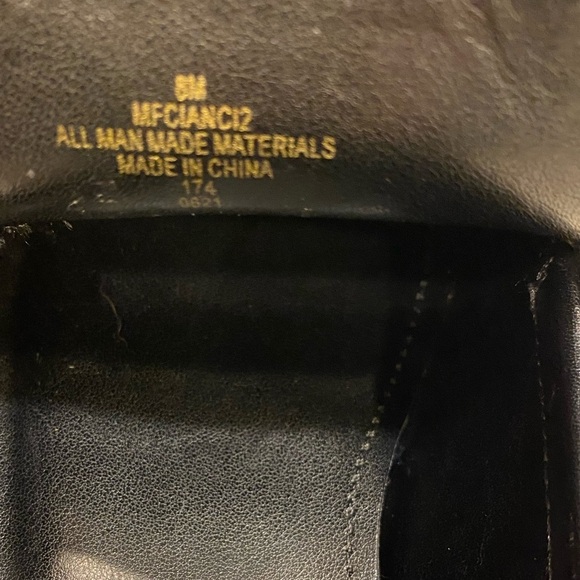 8M
MFCIANCI2
ALL MAN MADE MATERIALS
MADE IN CHINA
174
0821